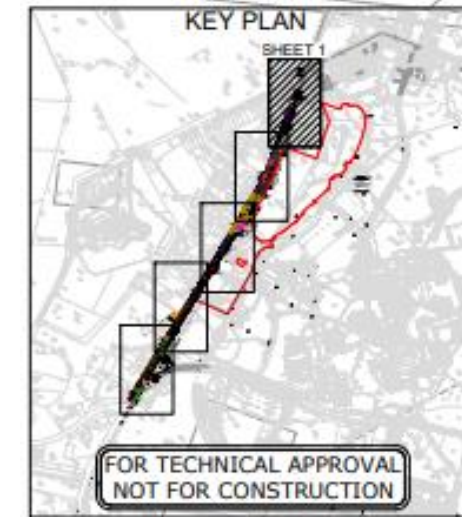 KEY PLAN
SHEET 1
FOR TECHNICAL APPROVAL
NOT FOR CONSTRUCTION